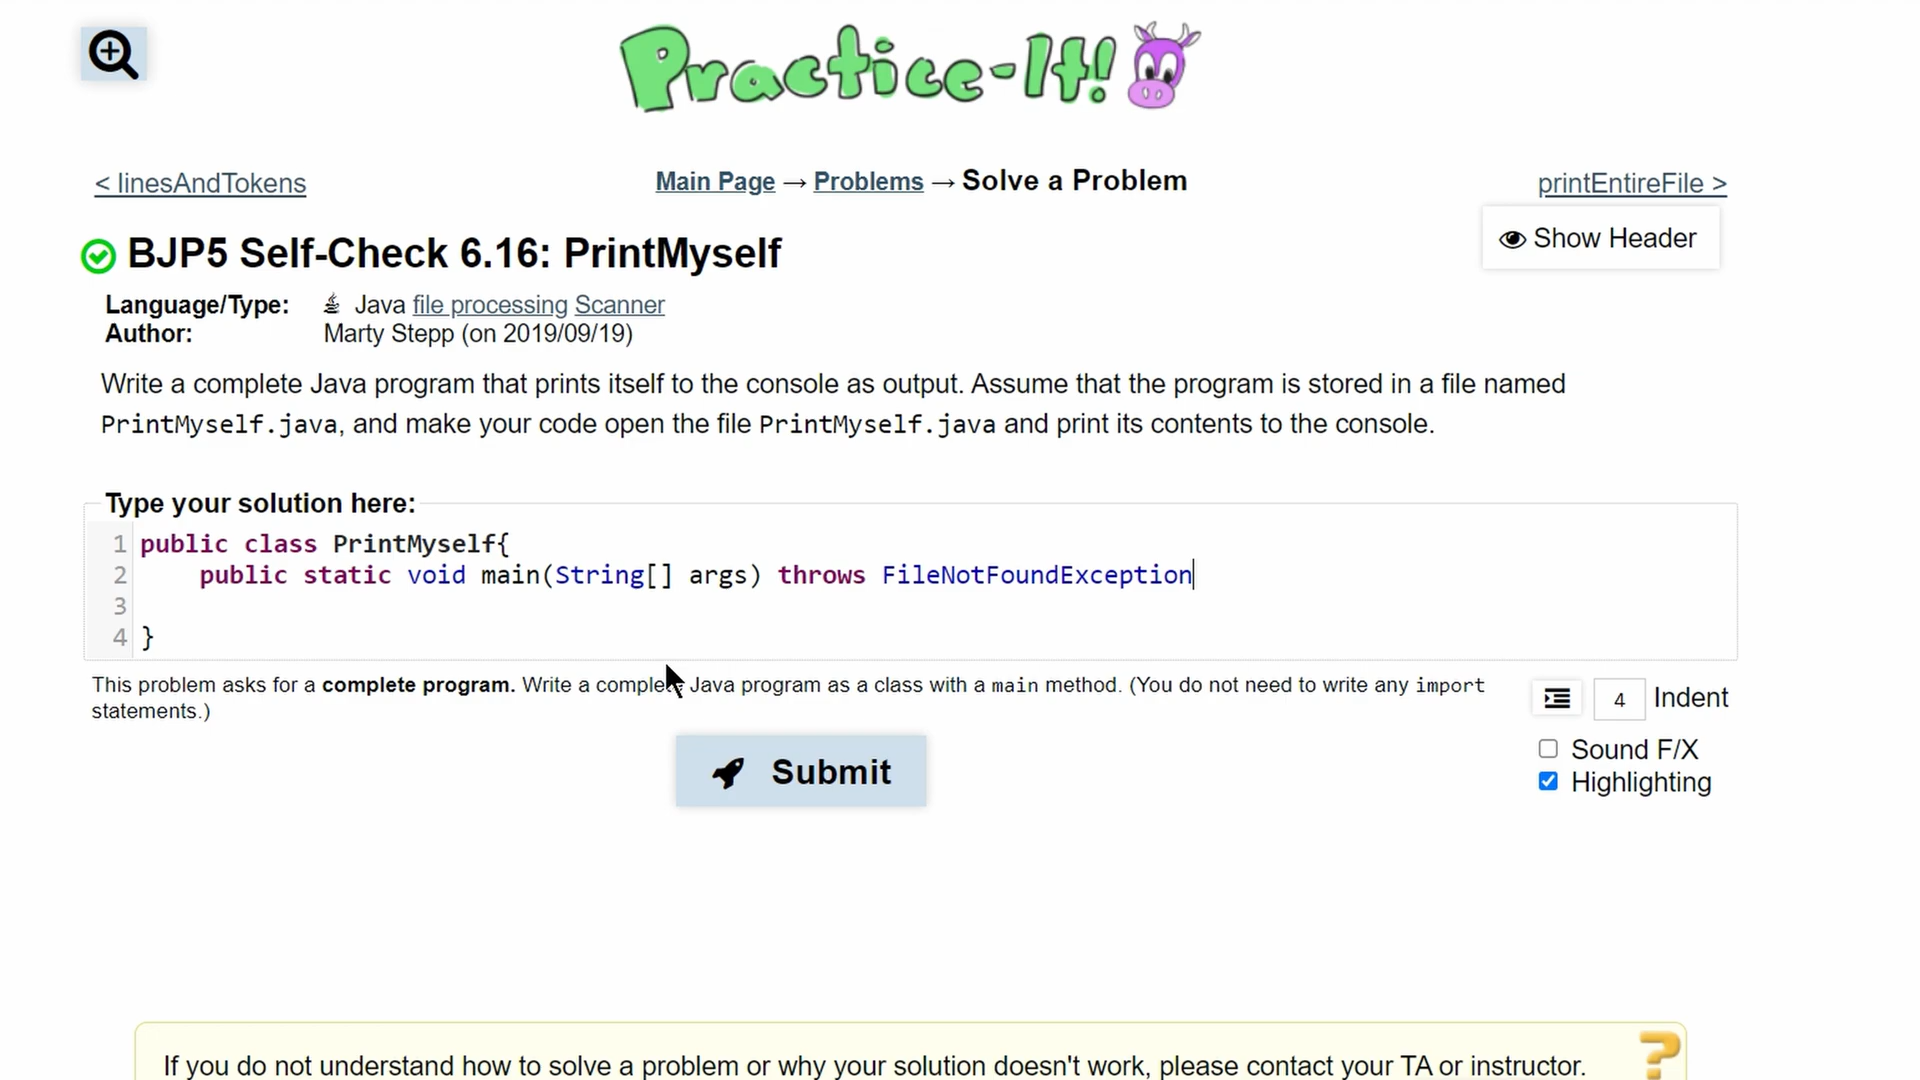 Practice-It!
< linesAndTokens
Main Page → Problems → Solve a Problem
printEntireFile >
Show Header
BJP5 Self-Check 6.16: PrintMyself
Language/Type: Java file processing Scanner
Author: Marty Stepp (on 2019/09/19)
Write a complete Java program that prints itself to the console as output. Assume that the program is stored in a file named
PrintMyself.java, and make your code open the file PrintMyself.java and print its contents to the console.
Type your solution here:
1 public class PrintMyself{
2     public static void main(String[] args) throws FileNotFoundException
3
4 }
This problem asks for a complete program. Write a complete Java program as a class with a main method. (You do not need to write any import
statements.)
4 Indent
Submit
Sound F/X
Highlighting
If you do not understand how to solve a problem or why your solution doesn't work, please contact your TA or instructor.
?